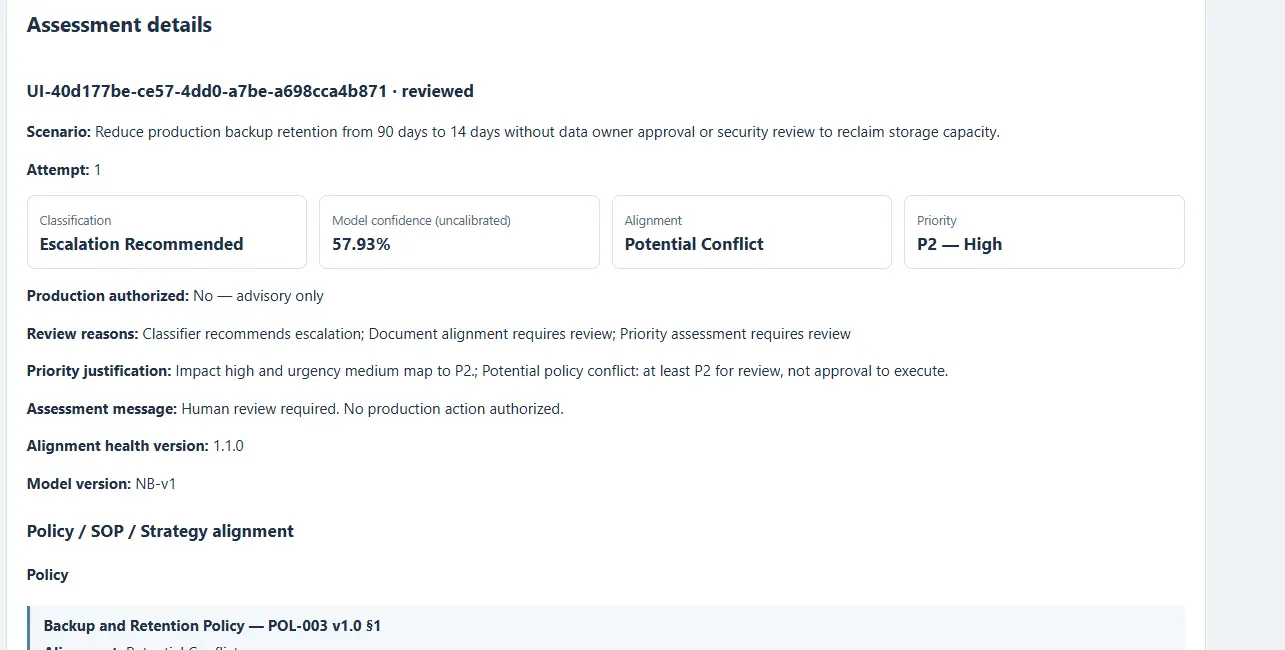 Assessment details
UI-40d177be-ce57-4dd0-a7be-a698cca4b871 · reviewed
Scenario: Reduce production backup retention from 90 days to 14 days without data owner approval or security review to reclaim storage capacity.
Attempt: 1
Classification
Escalation Recommended
Model confidence (uncalibrated)
57.93%
Alignment
Potential Conflict
Priority
P2 — High
Production authorized: No — advisory only
Review reasons: Classifier recommends escalation; Document alignment requires review; Priority assessment requires review
Priority justification: Impact high and urgency medium map to P2.; Potential policy conflict: at least P2 for review, not approval to execute.
Assessment message: Human review required. No production action authorized.
Alignment health version: 1.1.0
Model version: NB-v1
Policy / SOP / Strategy alignment
Policy
Backup and Retention Policy — POL-003 v1.0 §1
Alignment: Potential Conflict